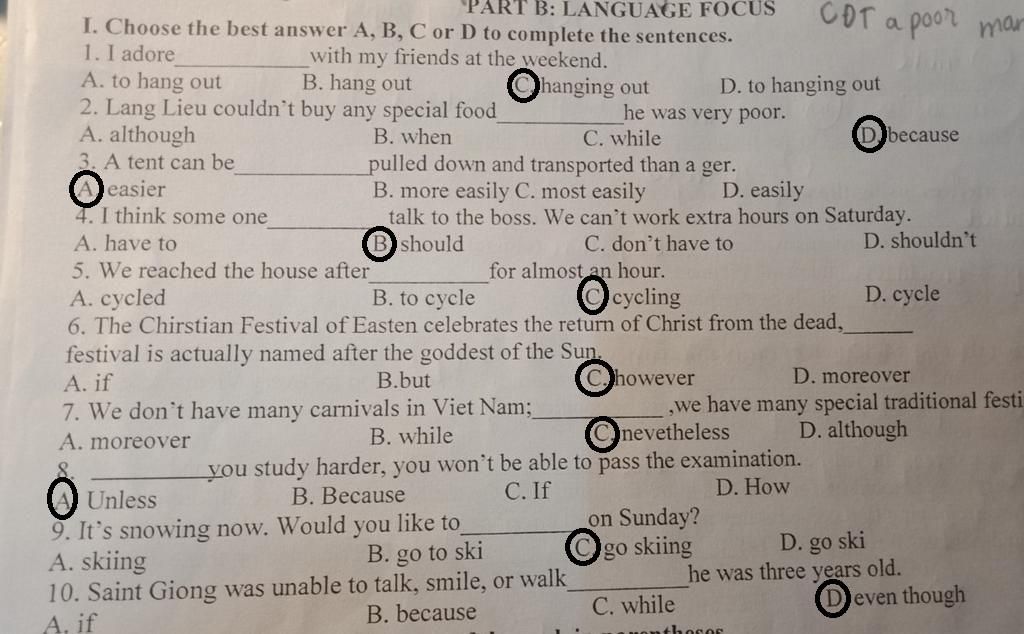 PART B: LANGUAGE FOCUS
CDT a poor
I. Choose the best answer A, B, C or D to complete the sentences.
1. I adore____________with my friends at the weekend.
A. to hang out B. hang out C. hanging out D. to hanging out
2. Lang Lieu couldn't buy any special food____________he was very poor.
A. although B. when C. while D. because
3. A tent can be____________pulled down and transported than a ger.
A. easier B. more easily C. most easily D. easily
4. I think some one____________talk to the boss. We can't work extra hours on Saturday.
A. have to B. should C. don't have to D. shouldn't
5. We reached the house after____________for almost an hour.
A. cycled B. to cycle C. cycling D. cycle
6. The Chirstian Festival of Easten celebrates the return of Christ from the dead,______
festival is actually named after the goddest of the Sun.
A. if B.but C. however D. moreover
7. We don't have many carnivals in Viet Nam;____________,we have many special traditional festi
A. moreover B. while C. nevetheless D. although
8. ____________you study harder, you won't be able to pass the examination.
A Unless B. Because C. If D. How
9. It's snowing now. Would you like to____________on Sunday?
A. skiing B. go to ski C. go skiing D. go ski
10. Saint Giong was unable to talk, smile, or walk____________he was three years old.
A. if B. because C. while D. even though